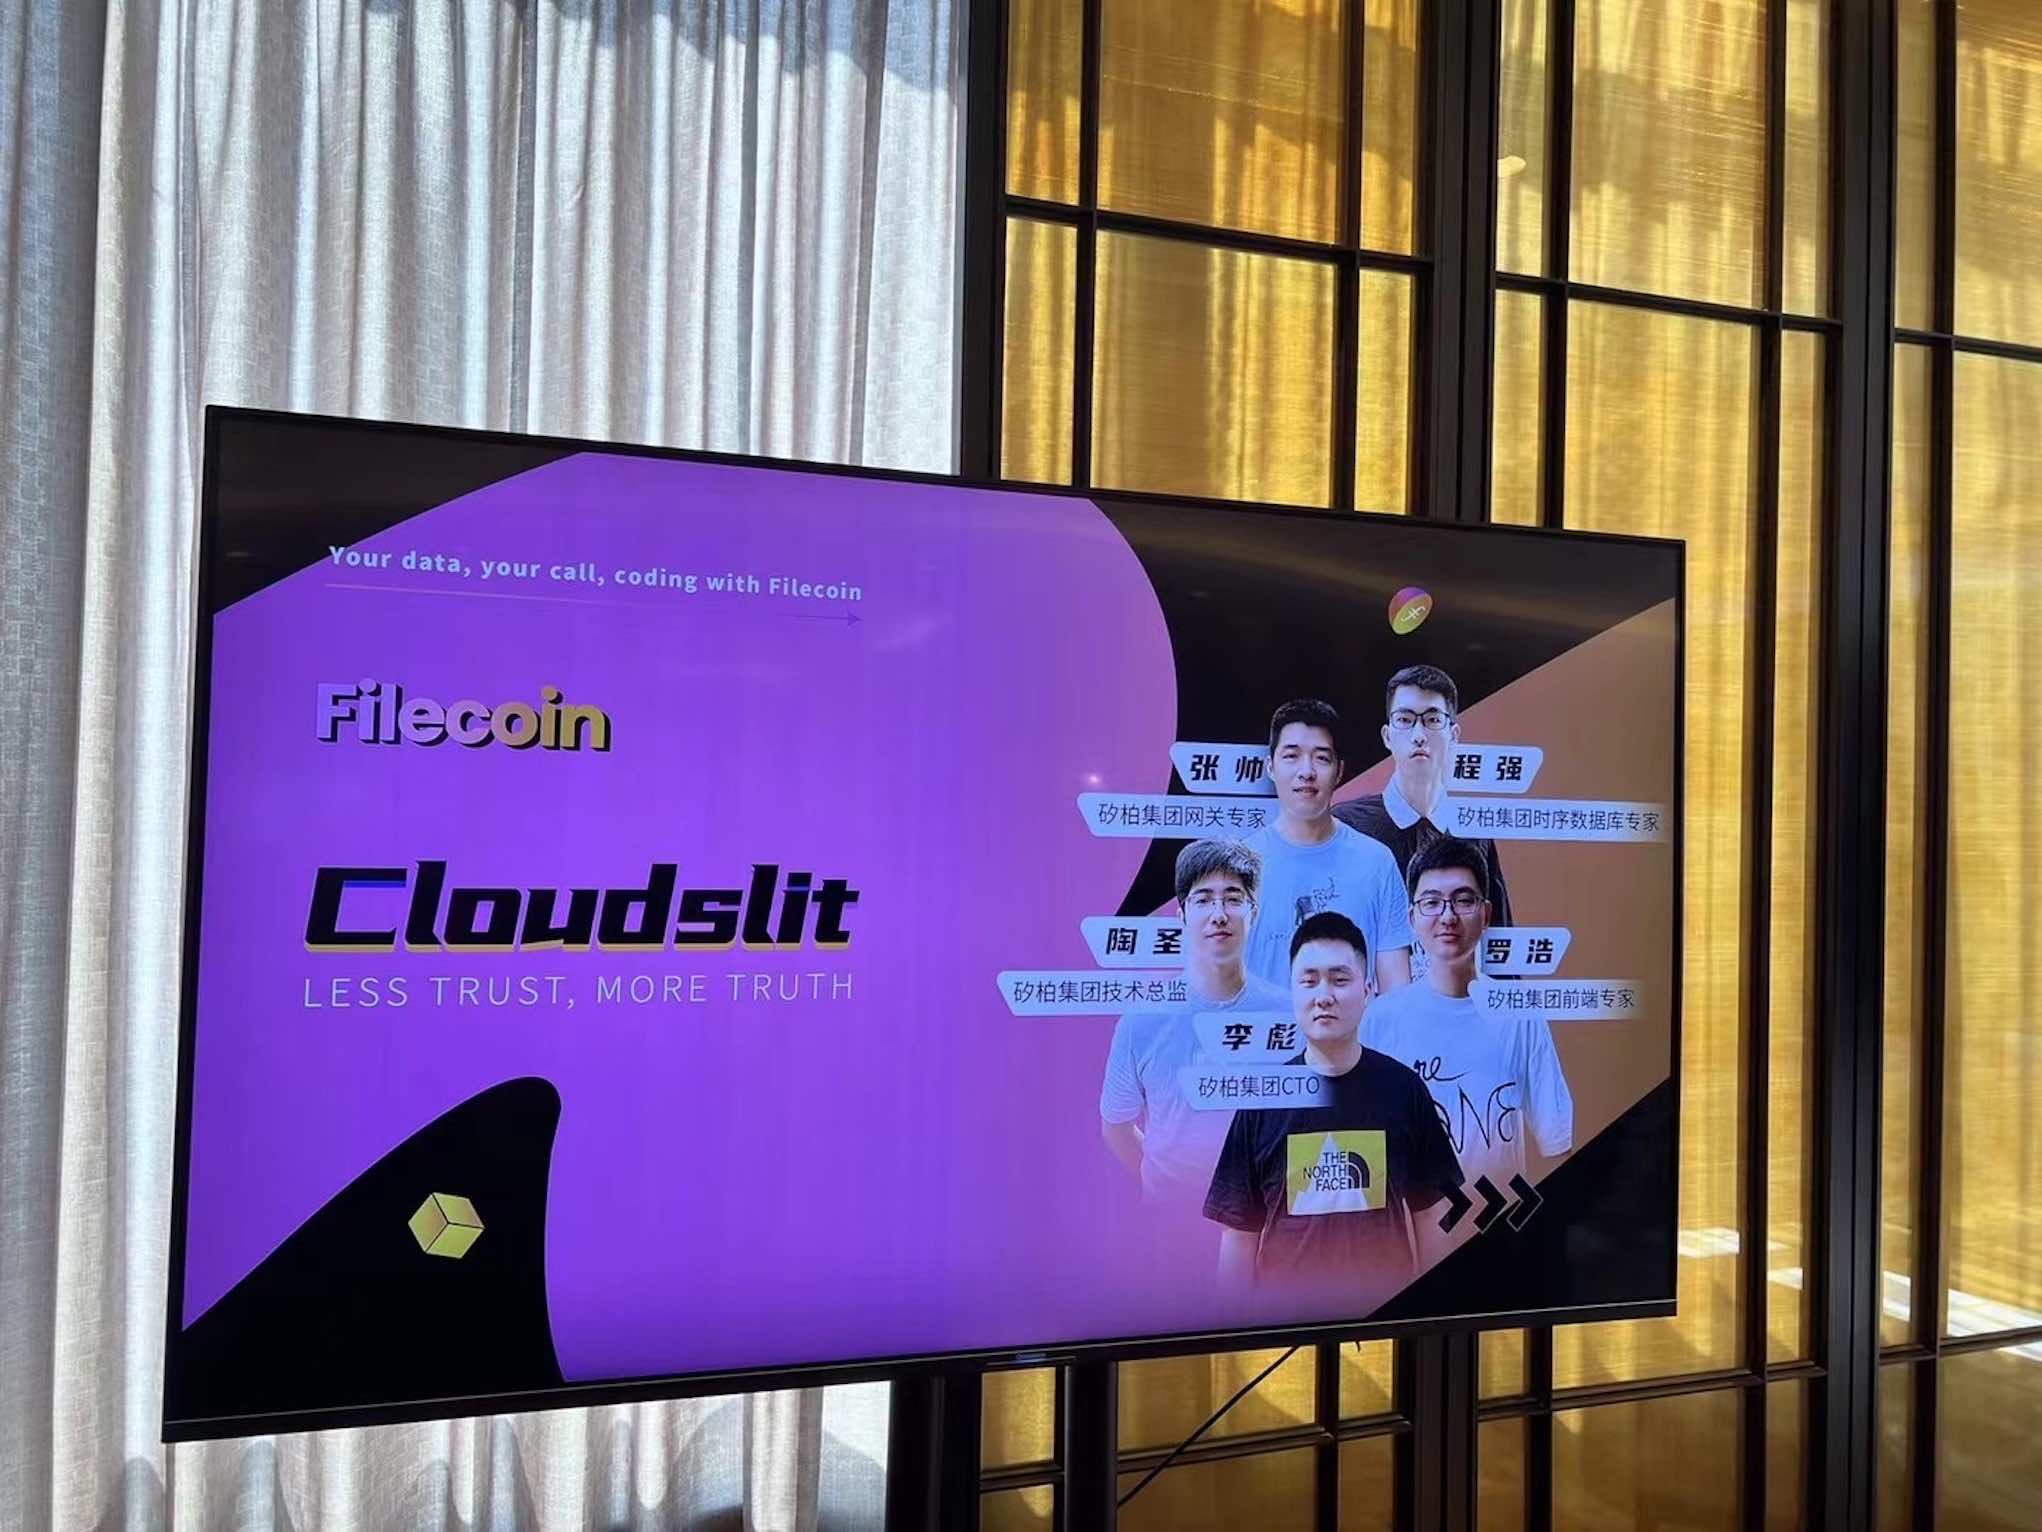 Your data, your call, coding with Filecoin
Filecoin
Cloudslit
LESS TRUST, MORE TRUTH
张 帅
矽柏集团网关专家
程 强
矽柏集团时序数据库专家
陶 圣
矽柏集团技术总监
罗 浩
矽柏集团前端专家
李 彪
矽柏集团CTO
THE
NORTH
FACE